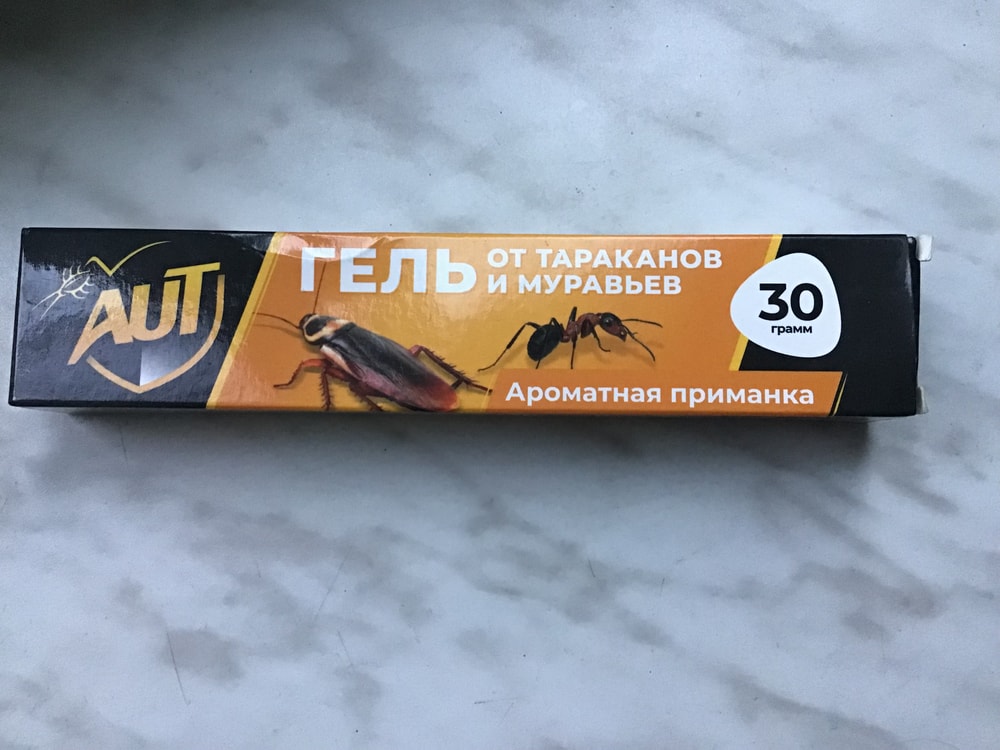 AUT
ГЕЛЬ
ОТ ТАРАКАНОВ
И МУРАВЬЕВ
30
грамм
Ароматная приманка